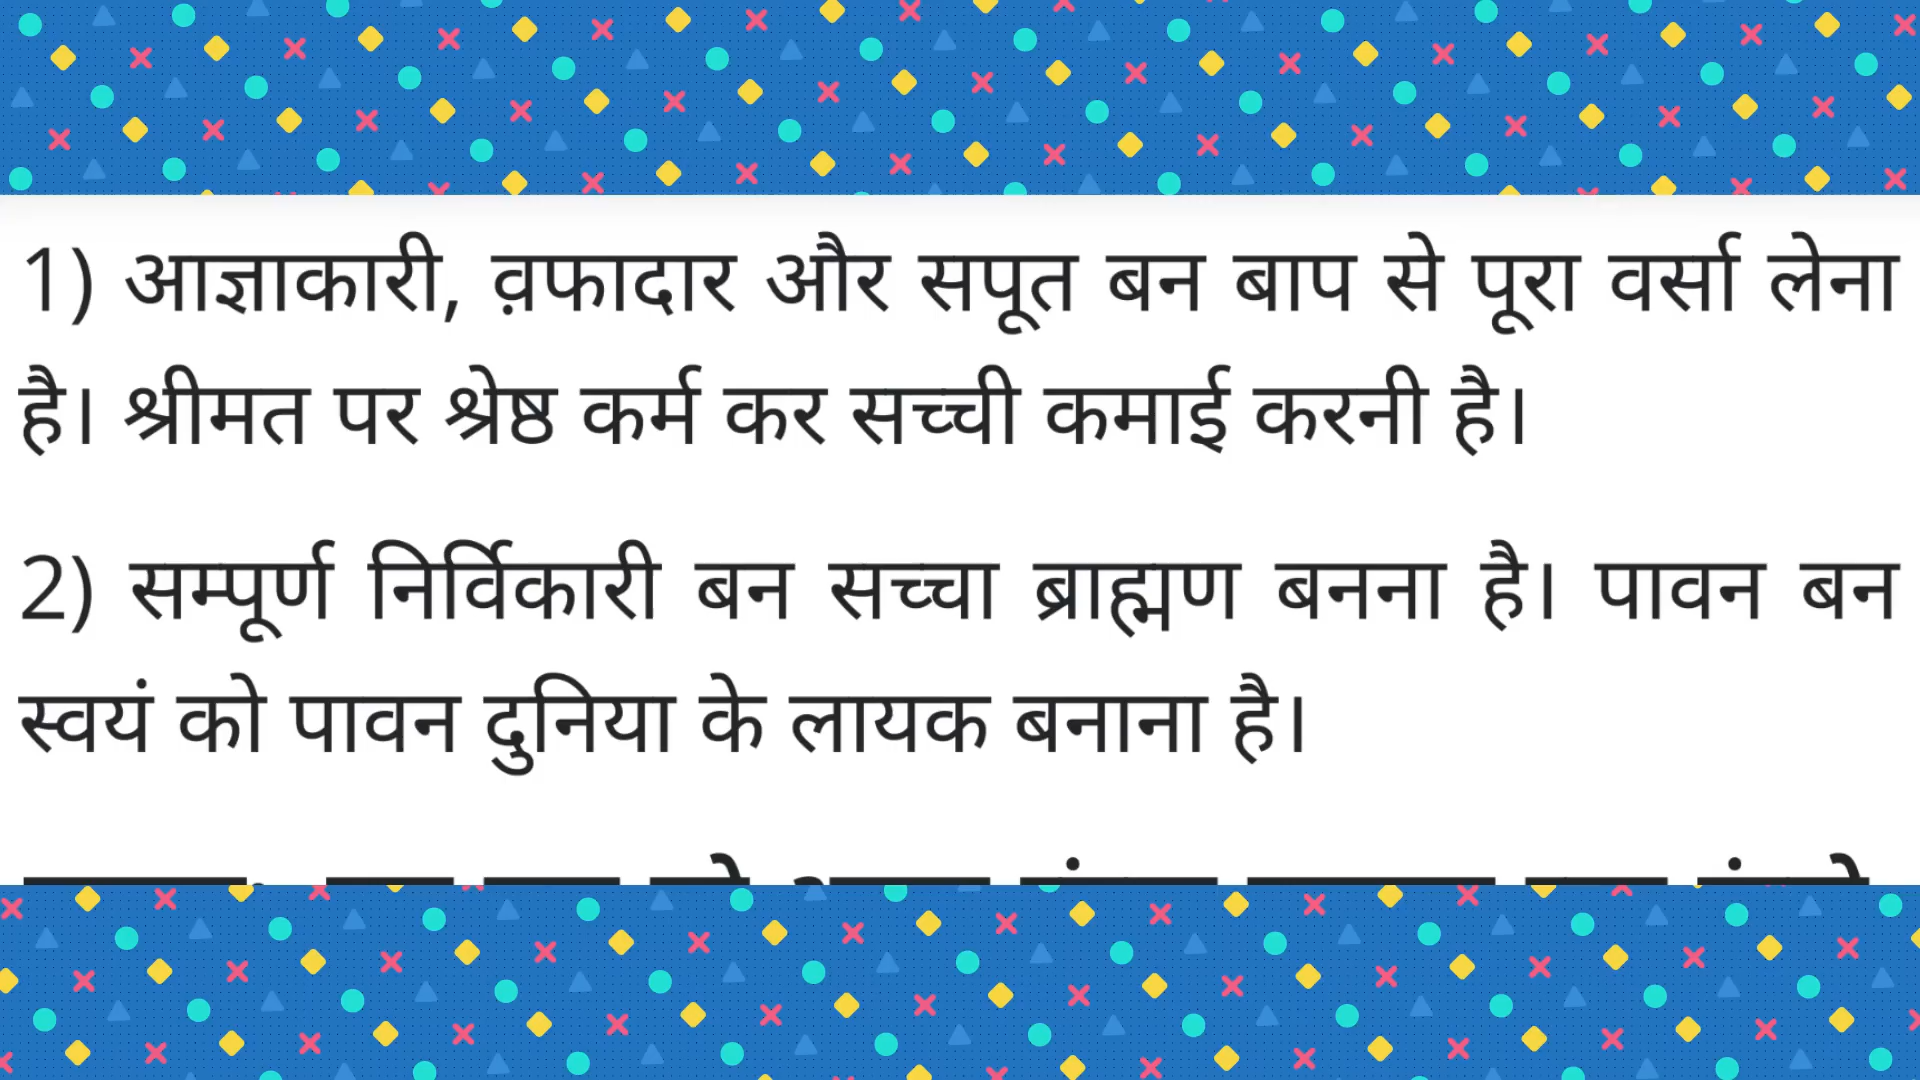 1) आज्ञाकारी, व़फादार और सपूत बन बाप से पूरा वर्सा लेना
है। श्रीमत पर श्रेष्ठ कर्म कर सच्ची कमाई करनी है।
2) सम्पूर्ण निर्विकारी बन सच्चा ब्राह्मण बनना है। पावन बन
स्वयं को पावन दुनिया के लायक बनाना है।